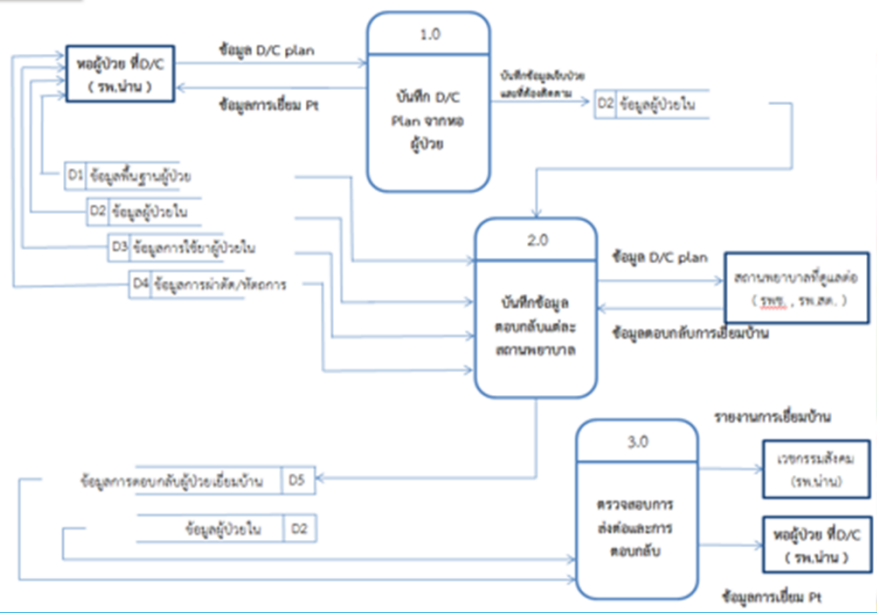 หอผู้ป่วย ที่D/C
( รพ.น่าน )
ข้อมูล D/C plan
ข้อมูลการเยี่ยม Pt
1.0
บันทึก D/C
Plan จากหอ
ผู้ป่วย
บันทึกข้อมูลเจ็บป่วย
และที่ต้องติดตาม
D2 ข้อมูลผู้ป่วยใน
D1 ข้อมูลพื้นฐานผู้ป่วย
D2 ข้อมูลผู้ป่วยใน
D3 ข้อมูลการใช้ยาผู้ป่วยใน
D4 ข้อมูลการผ่าตัด/หัตถการ
2.0
บันทึกข้อมูล
ตอบกลับแต่ละ
สถานพยาบาล
ข้อมูล D/C plan
ข้อมูลตอบกลับการเยี่ยมบ้าน
สถานพยาบาลที่ดูแลต่อ
( รพช. , รพ.สต. )
ข้อมูลการตอบกลับผู้ป่วยเยี่ยมบ้าน D5
ข้อมูลผู้ป่วยใน D2
3.0
ตรวจสอบการ
ส่งต่อและการ
ตอบกลับ
รายงานการเยี่ยมบ้าน
เวชกรรมสังคม
(รพ.น่าน)
หอผู้ป่วย ที่D/C
( รพ.น่าน )
ข้อมูลการเยี่ยม Pt